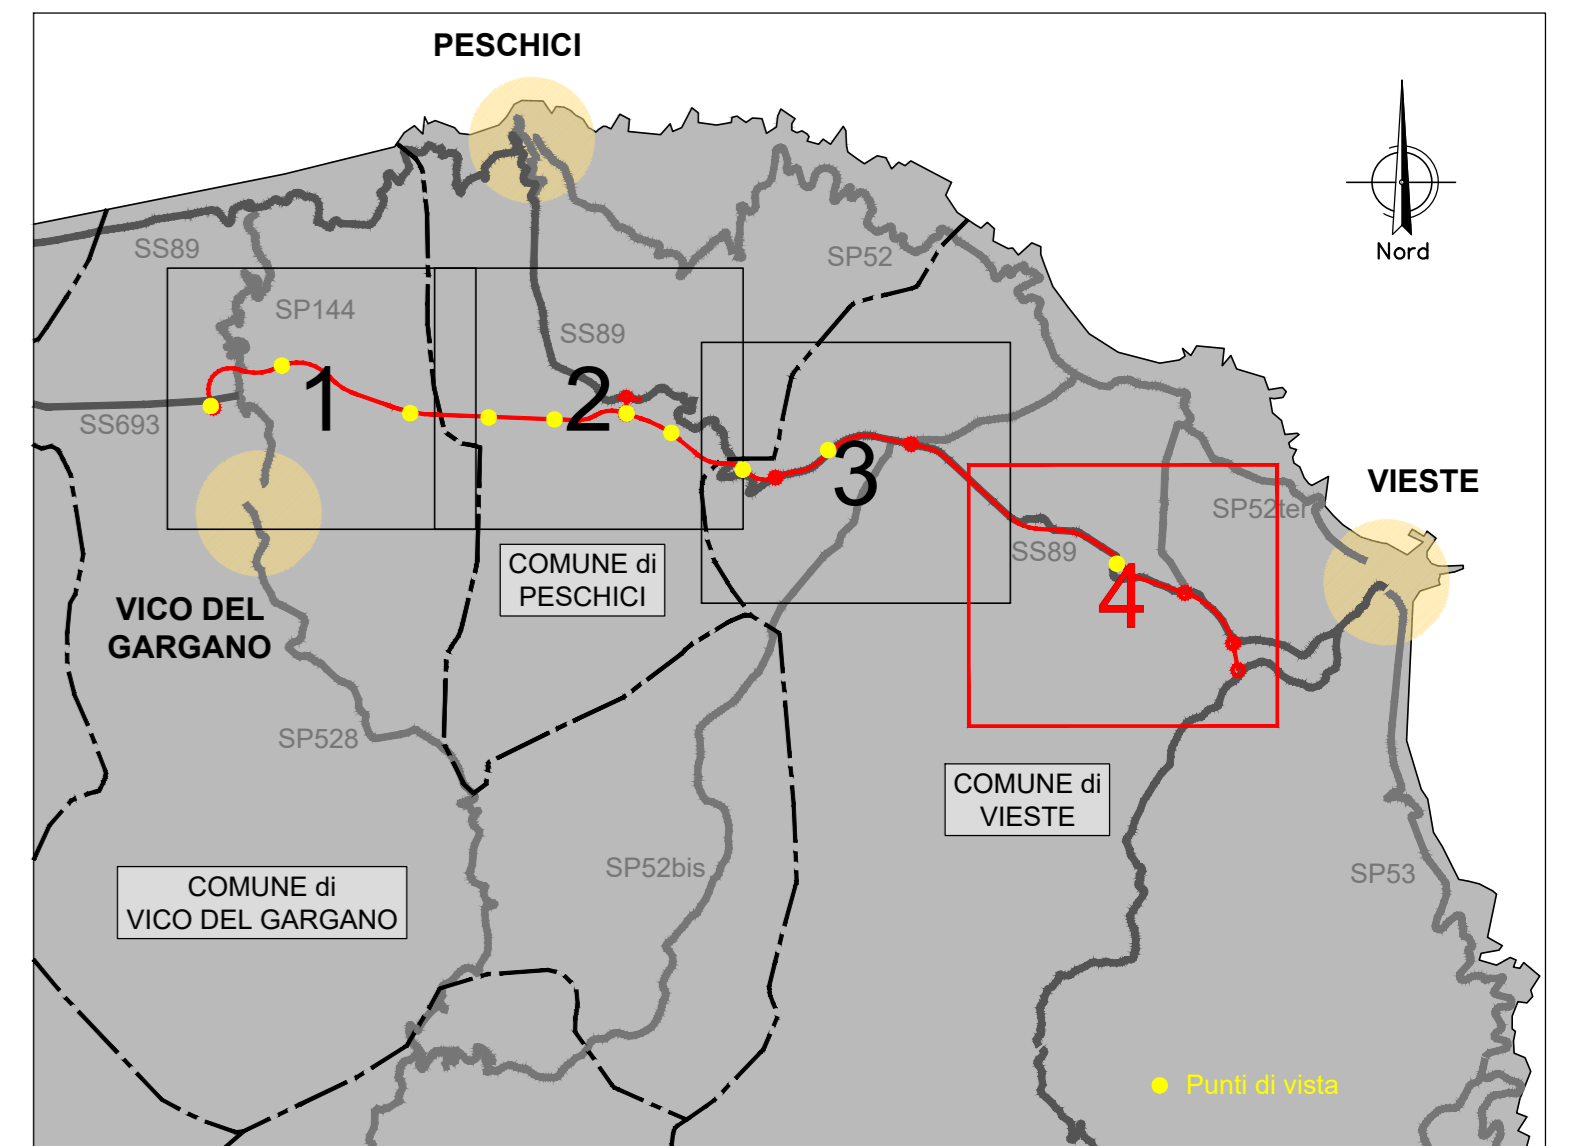 PESCHICI
Nord
SS89
SP52
SP144
SS89
1
2
SS693
3
VIESTE
SP52ter
SS89
COMUNE di
PESCHICI
4
VICO DEL
GARGANO
SP528
COMUNE di
VIESTE
SP52bis
SP53
COMUNE di
VICO DEL GARGANO
Punti di vista